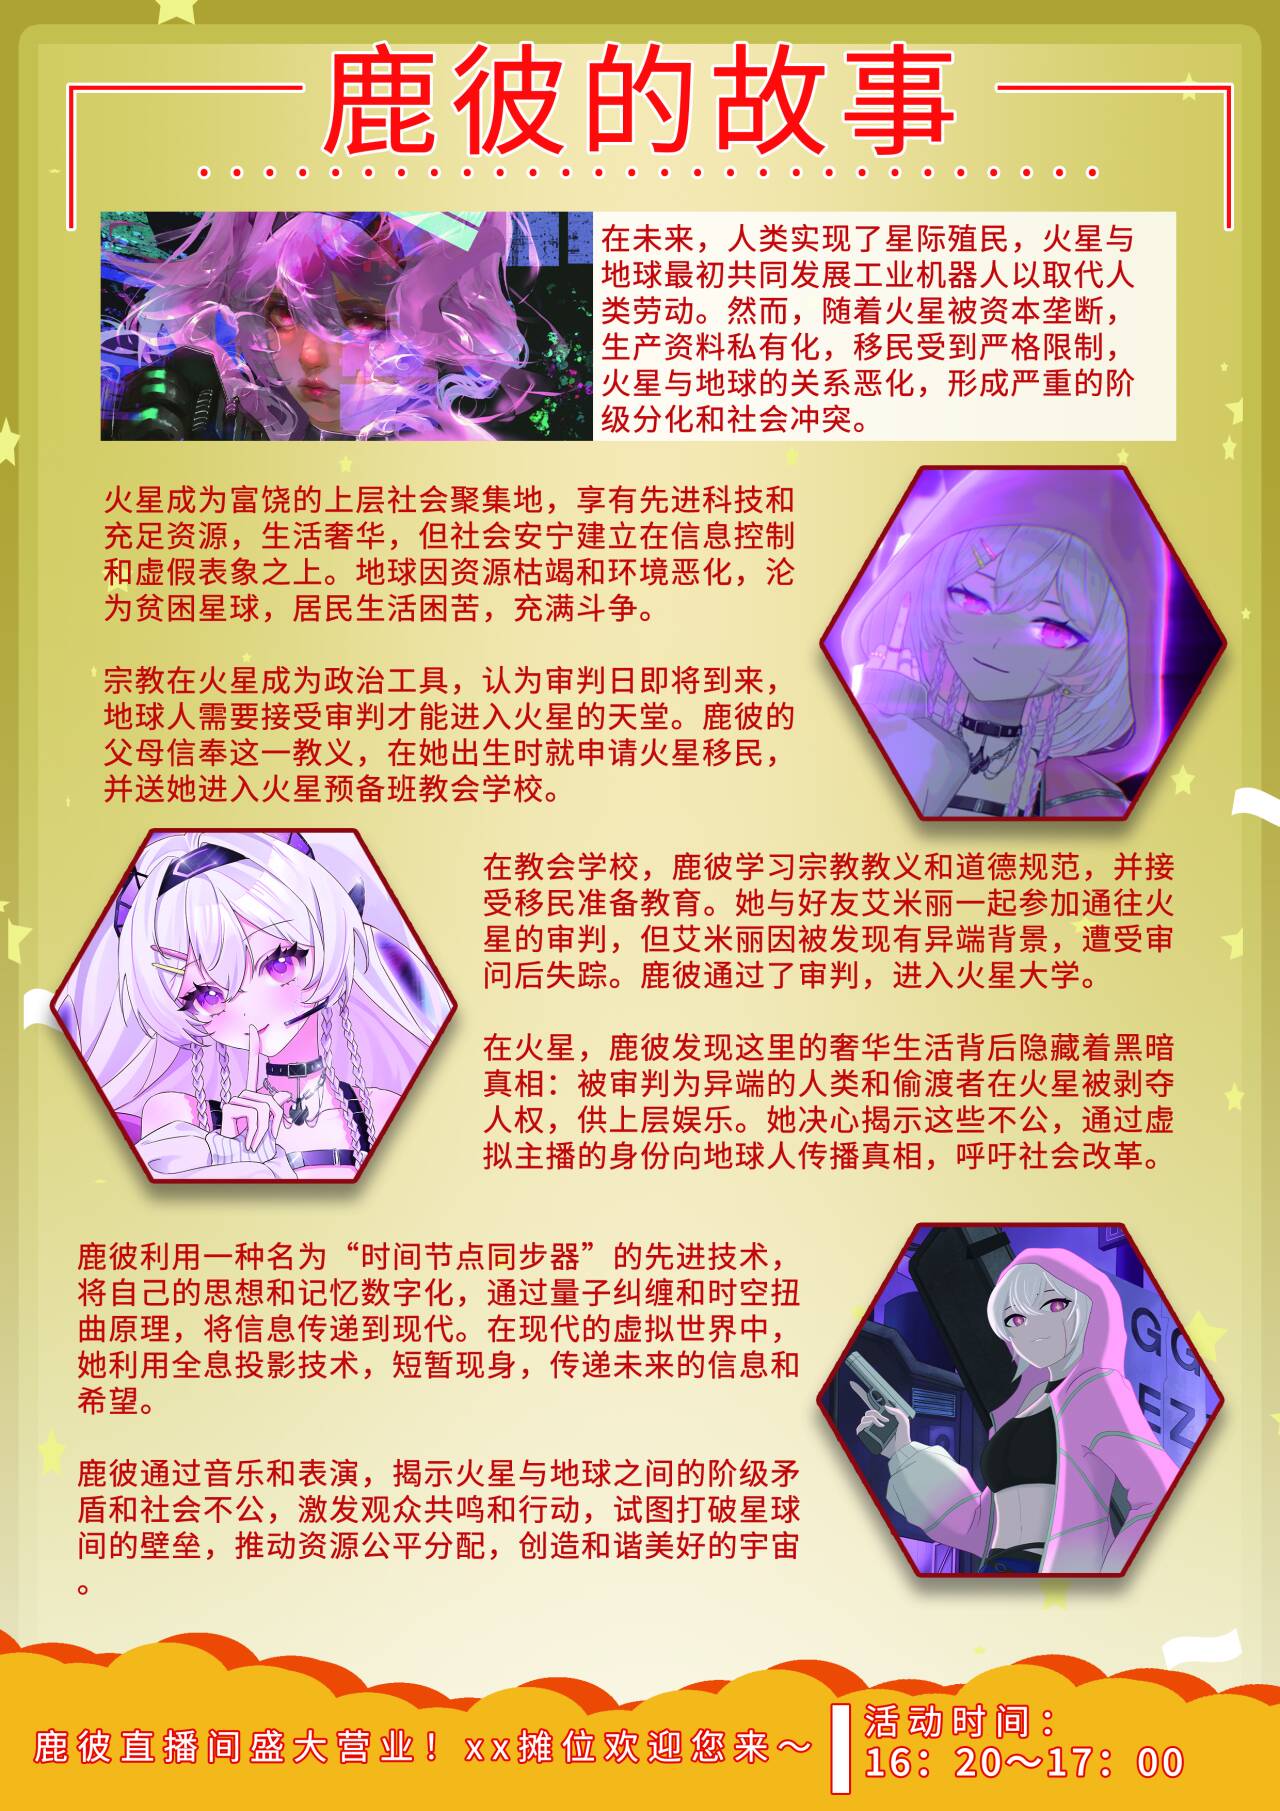 鹿彼的故事
在未来，人类实现了星际殖民，火星与
地球最初共同发展工业机器人以取代人
类劳动。然而，随着火星被资本垄断，
生产资料私有化，移民受到严格限制，
火星与地球的关系恶化，形成严重的阶
级分化和社会冲突。
火星成为富饶的上层社会聚集地，享有先进科技和
充足资源，生活奢华，但社会安宁建立在信息控制
和虚假表象之上。地球因资源枯竭和环境恶化，沦
为贫困星球，居民生活困苦，充满斗争。
宗教在火星成为政治工具，认为审判日即将到来，
地球人需要接受审判才能进入火星的天堂。鹿彼的
父母信奉这一教义，在她出生时就申请火星移民，
并送她进入火星预备班教会学校。
在教会学校，鹿彼学习宗教教义和道德规范，并接
受移民准备教育。她与好友艾米丽一起参加通往火
星的审判，但艾米丽因被发现有异端背景，遭受审
问后失踪。鹿彼通过了审判，进入火星大学。
在火星，鹿彼发现这里的奢华生活背后隐藏着黑暗
真相：被审判为异端的人类和偷渡者在火星被剥夺
人权，供上层娱乐。她决心揭示这些不公，通过虚
拟主播的身份向地球人传播真相，呼吁社会改革。
鹿彼利用一种名为“时间节点同步器”的先进技术，
将自己的思想和记忆数字化，通过量子纠缠和时空扭
曲原理，将信息传递到现代。在现代的虚拟世界中，
她利用全息投影技术，短暂现身，传递未来的信息和
希望。
GG
EZ
鹿彼通过音乐和表演，揭示火星与地球之间的阶级矛
盾和社会不公，激发观众共鸣和行动，试图打破星球
间的壁垒，推动资源公平分配，创造和谐美好的宇宙
。
鹿彼直播间盛大营业！xx摊位欢迎您来～
活动时间：
16：20～17：00